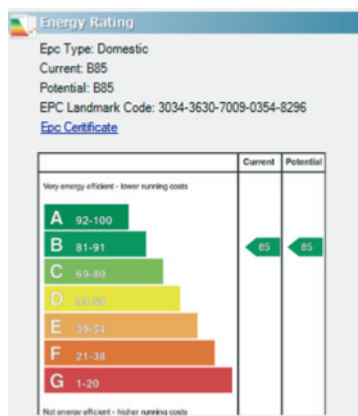 Energy Rating
Epc Type: Domestic
Current: B85
Potential: B85
EPC Landmark Code: 3034-3630-7009-0354-8296
Epc Certificate
Current Potential
Very energy efficient - lower running costs
A 92-100
B 81-91 85 85
C 69-80
D 55-68
E 39-54
F 21-38
G 1-20
Not energy efficient - higher running costs